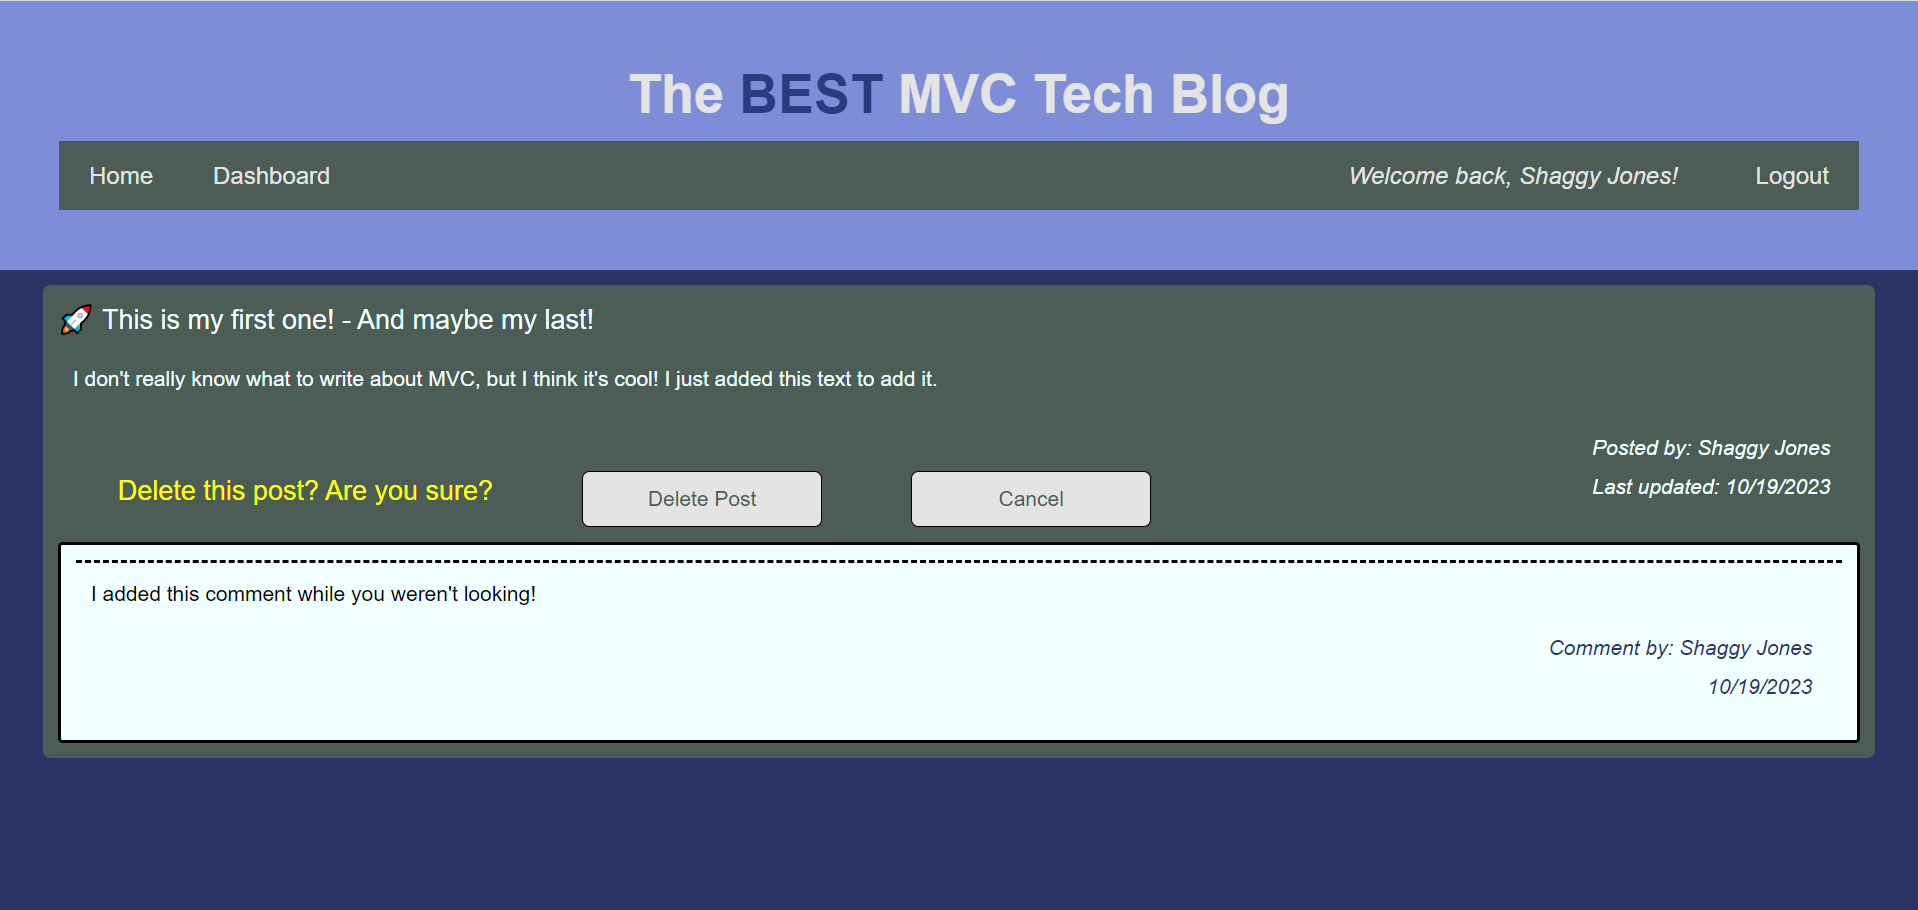 The BEST MVC Tech Blog
Home Dashboard Welcome back, Shaggy Jones! Logout
🚀 This is my first one! - And maybe my last!
I don't really know what to write about MVC, but I think it's cool! I just added this text to add it.
Posted by: Shaggy Jones
Last updated: 10/19/2023
Delete this post? Are you sure? Delete Post Cancel
I added this comment while you weren't looking!
Comment by: Shaggy Jones
10/19/2023